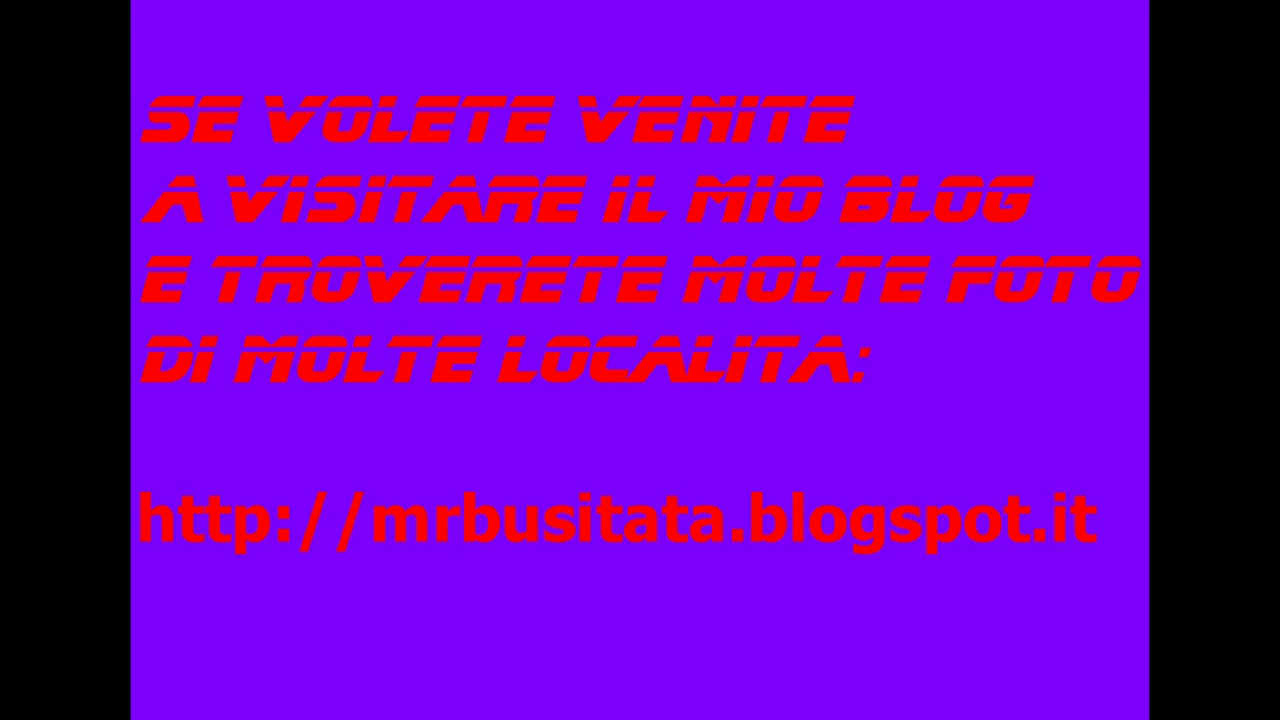 SE VOLETE VENITE
A VISITARE IL MIO BLOG
E TROVERETE MOLTE FOTO
DI MOLTE LOCALITA:
http://mrbusitata.blogspot.it